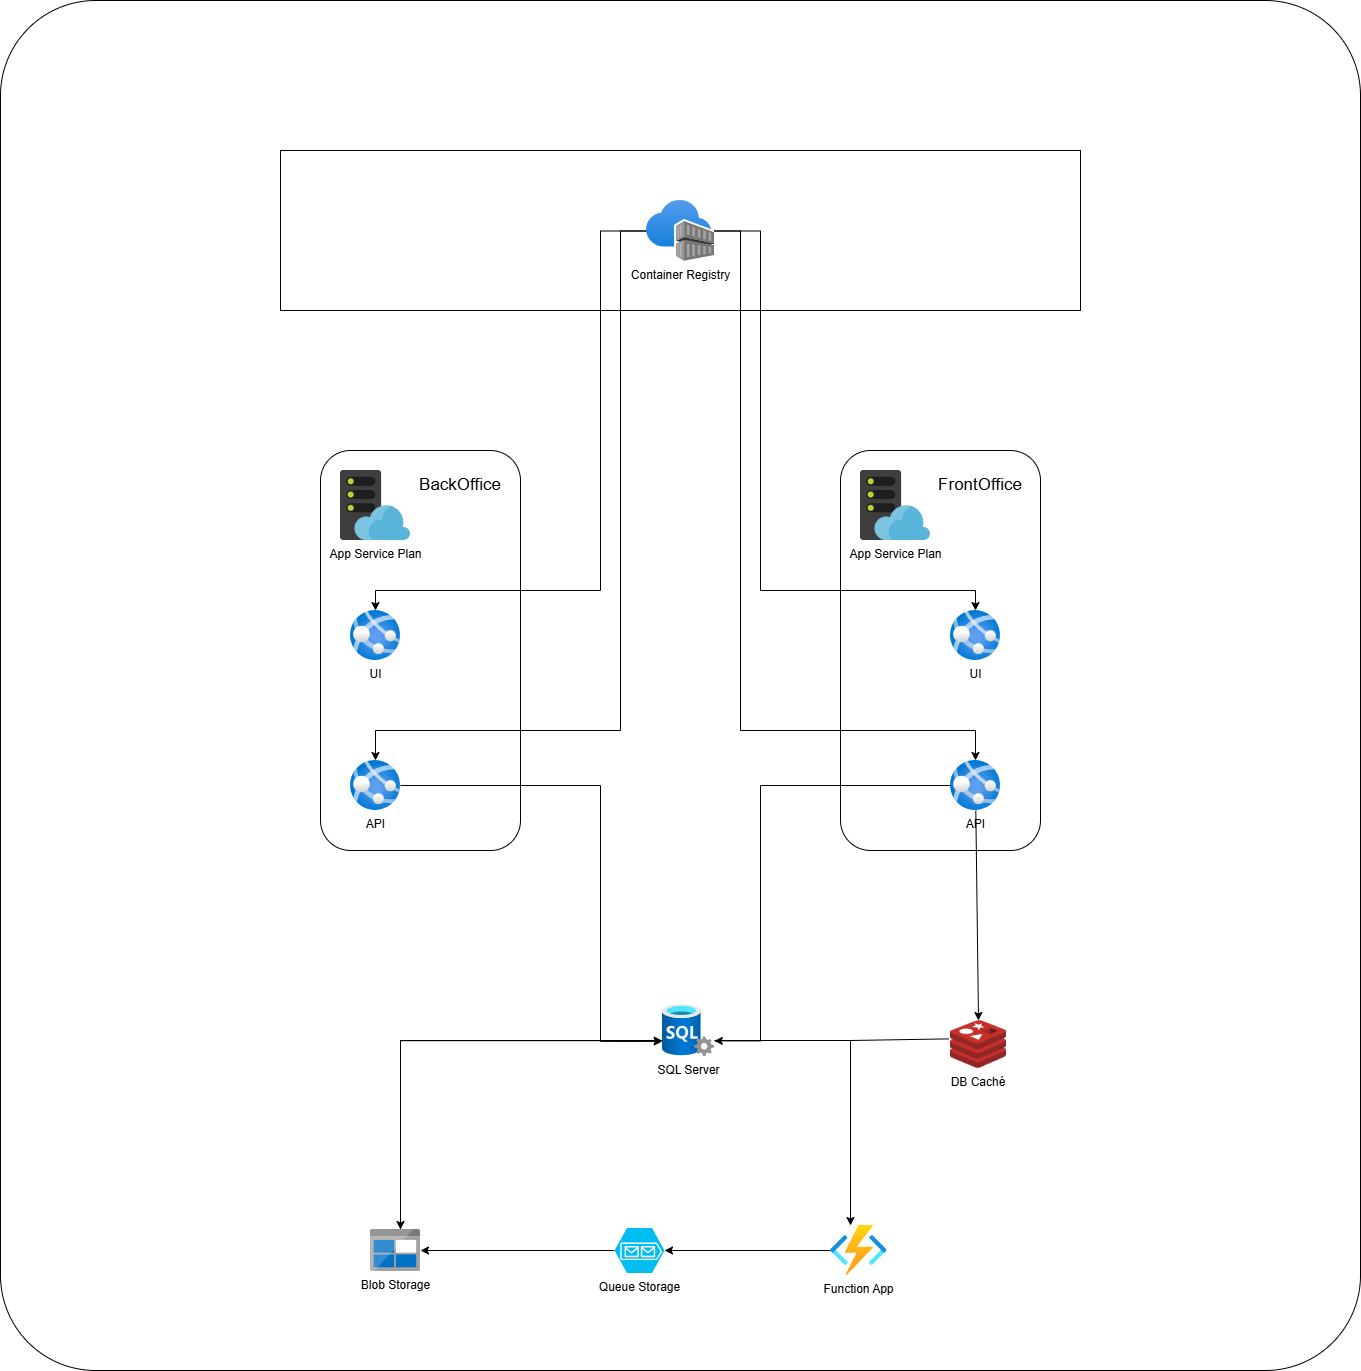 Container Registry
BackOffice
App Service Plan
UI
API
FrontOffice
App Service Plan
UI
API
SQL
SQL Server
DB Caché
Blob Storage
Queue Storage
Function App